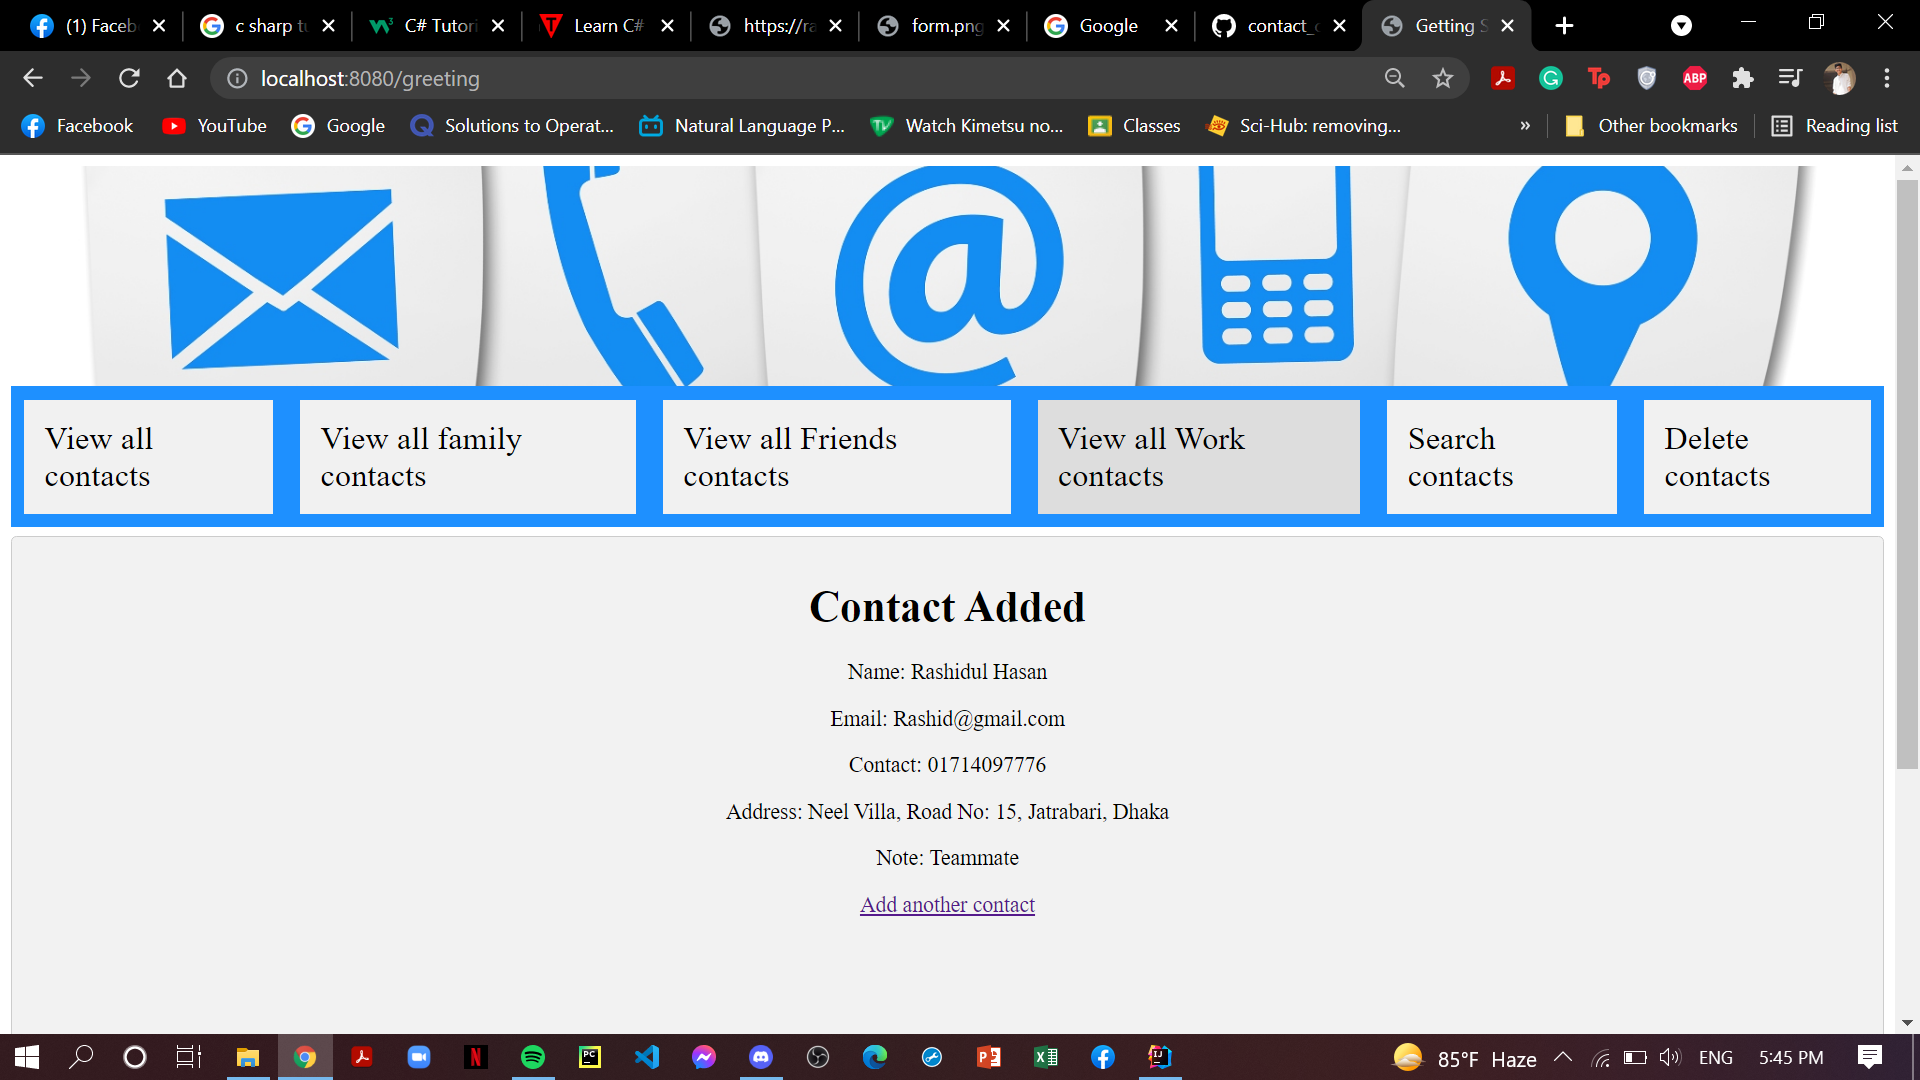 (1) Faceb
c sharp tu
C# Tutori
Learn C#
https://ra
form.png
Google
contact_c
Getting S
localhost:8080/greeting
Facebook
YouTube
Google
Solutions to Operat...
Natural Language P...
Watch Kimetsu no...
Classes
Sci-Hub: removing...
»
Other bookmarks
Reading list
ABP
@
View all
contacts
View all family
contacts
View all Friends
contacts
View all Work
contacts
Search
contacts
Delete
contacts
Contact Added
Name: Rashidul Hasan
Email: Rashid@gmail.com
Contact: 01714097776
Address: Neel Villa, Road No: 15, Jatrabari, Dhaka
Note: Teammate
Add another contact
85°F Haze
ENG
5:45 PM